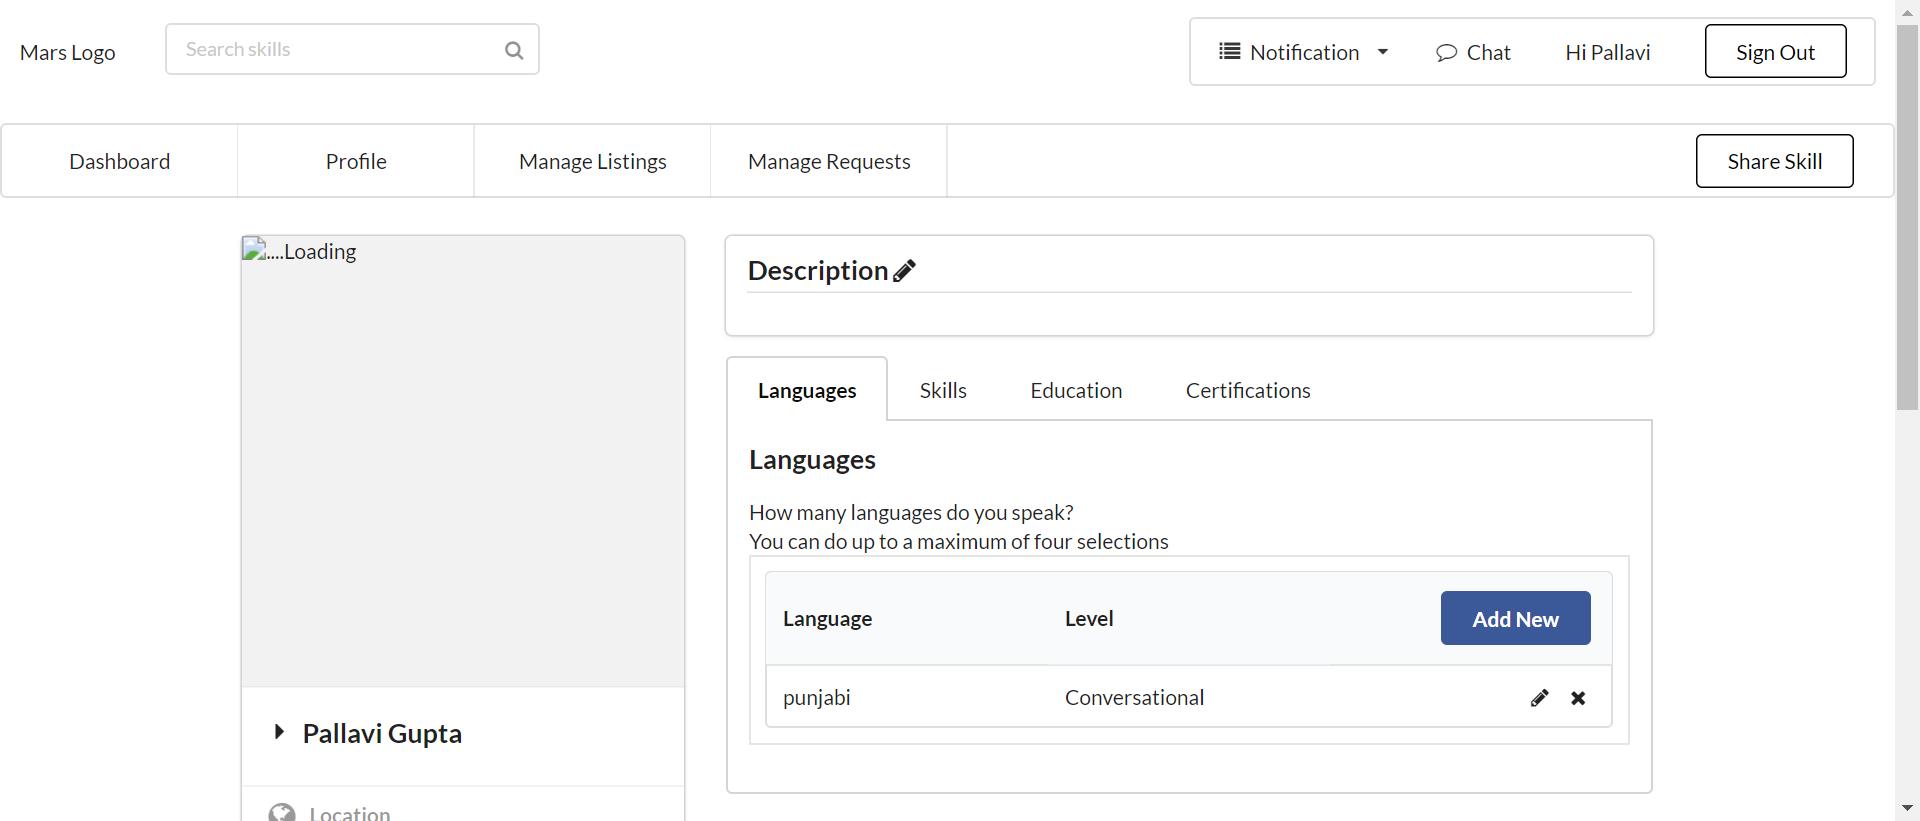 Mars Logo
Search skills
Notification
Chat
Hi Pallavi
Sign Out
Dashboard
Profile
Manage Listings
Manage Requests
Share Skill
....Loading
Pallavi Gupta
Location
Description
Languages
Skills
Education
Certifications
Languages
How many languages do you speak?
You can do up to a maximum of four selections
Language
Level
Add New
punjabi
Conversational